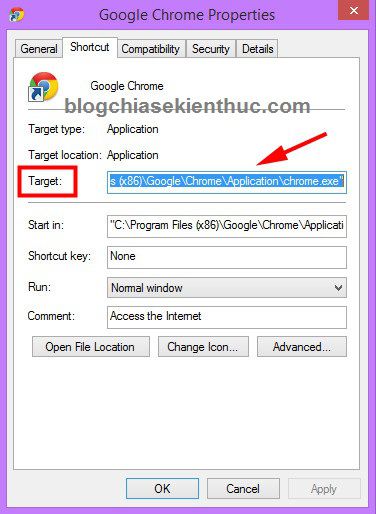 Google Chrome Properties
General Shortcut Compatibility Security Details
Google Chrome
blogchiasekienthuc.com
Target type: Application
Target location: Application
Target: s (x86)\Google\Chrome\Application\chrome.exe"
Start in: "C:\Program Files (x86)\Google\Chrome\Applicati
Shortcut key: None
Run: Normal window
Comment: Access the Internet
Open File Location Change Icon... Advanced...
OK Cancel Apply